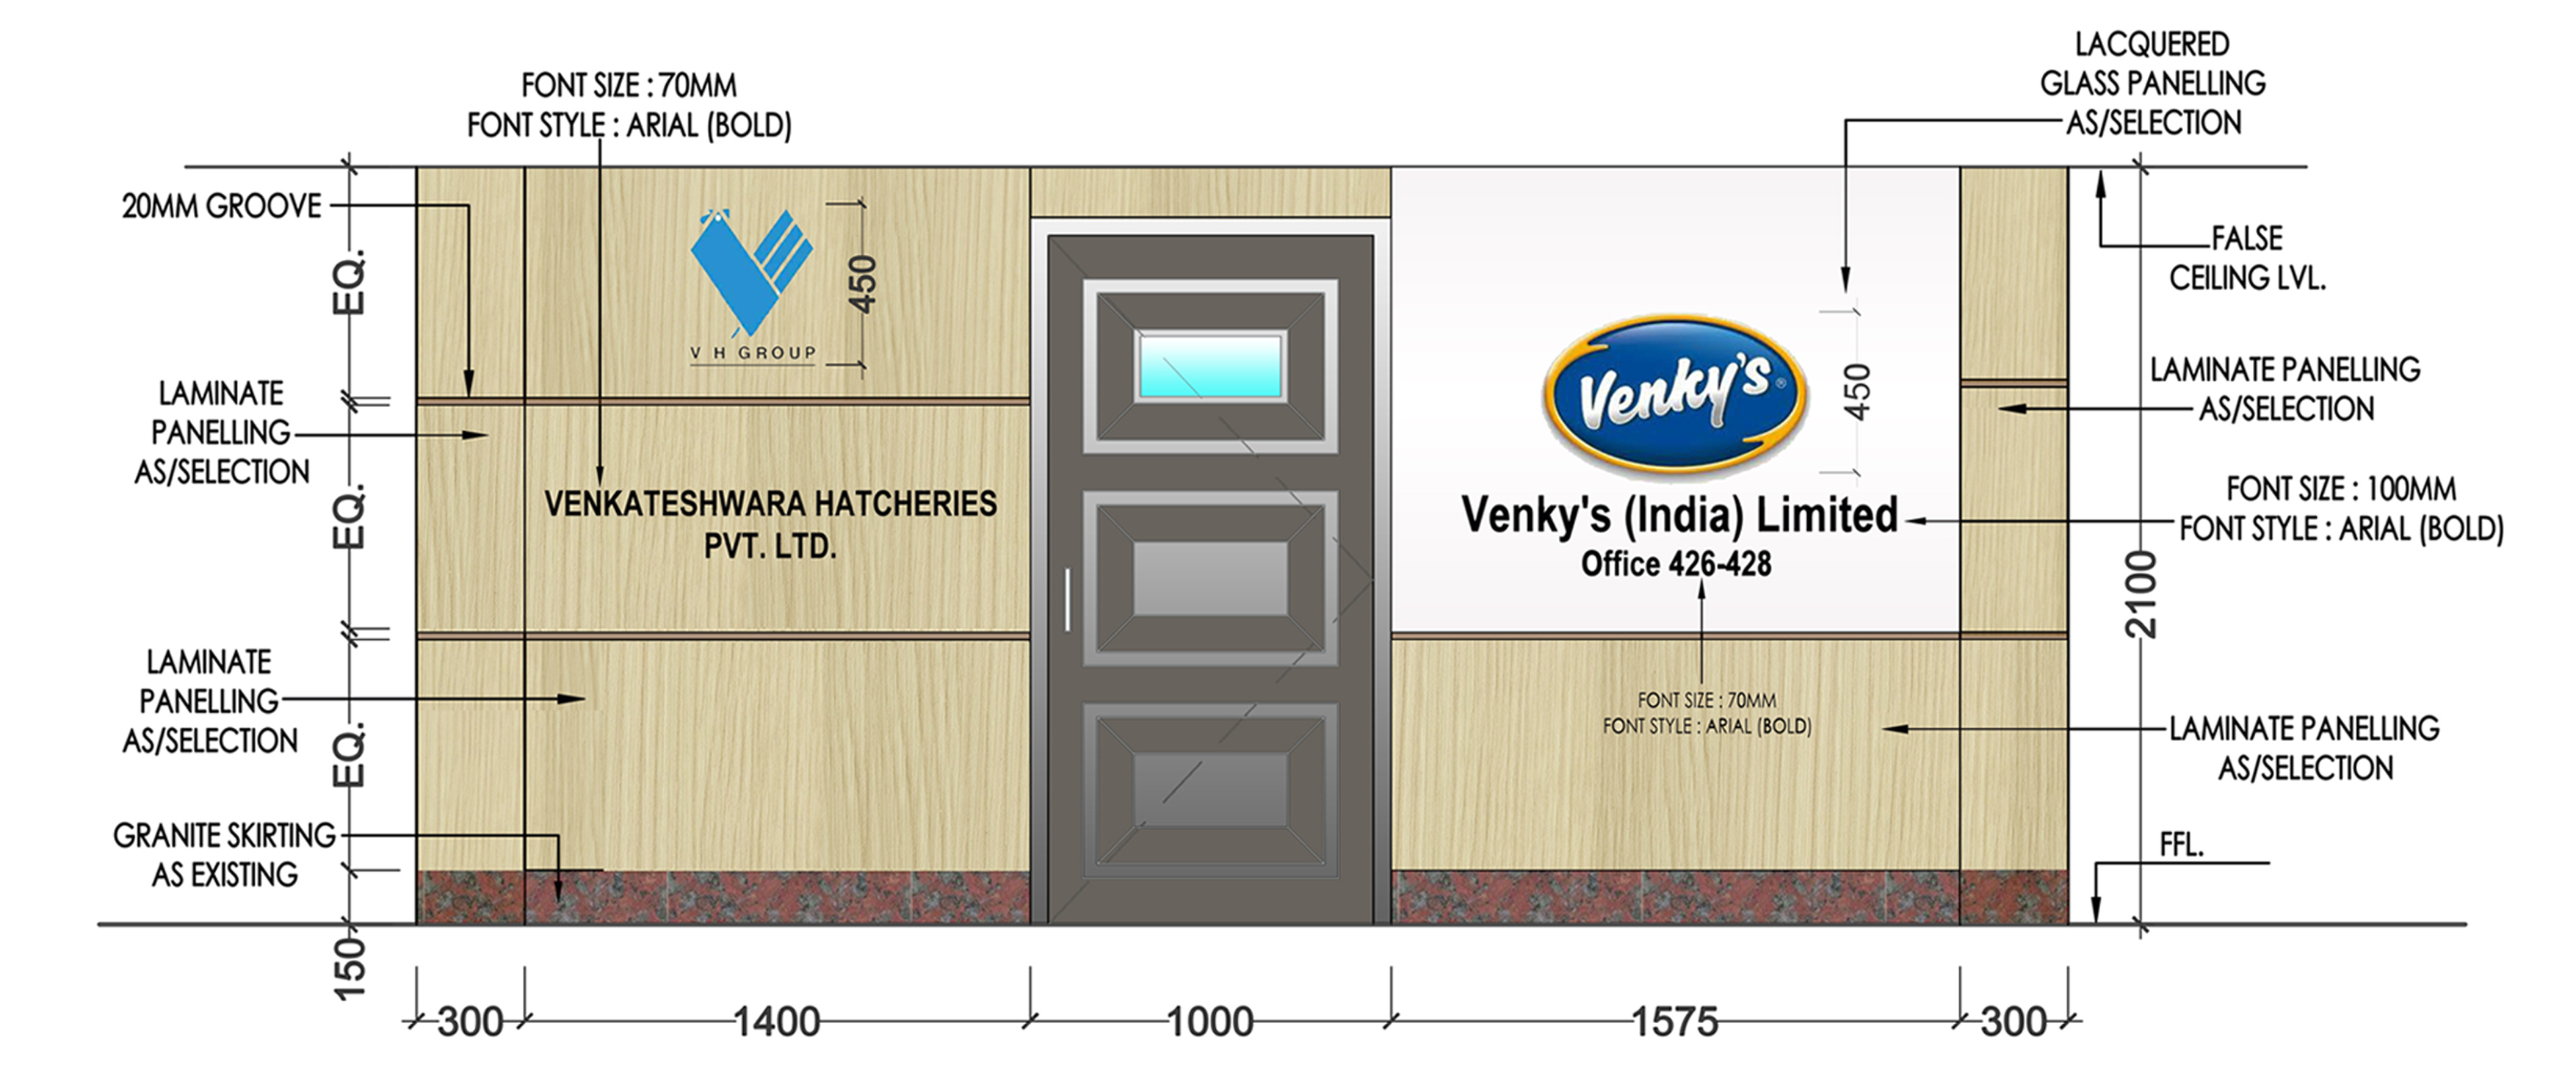 LACQUERED
GLASS PANELLING
AS/SELECTION
FONT SIZE : 70MM
FONT STYLE : ARIAL (BOLD)
20MM GROOVE
EQ.
450
V H GROUP
FALSE
CEILING LVL.
Venky's®
450
LAMINATE
PANELLING
AS/SELECTION
LAMINATE PANELLING
AS/SELECTION
EQ.
VENKATESHWARA HATCHERIES
PVT. LTD.
Venky's (India) Limited
Office 426-428
FONT SIZE : 100MM
FONT STYLE : ARIAL (BOLD)
2100
LAMINATE
PANELLING
AS/SELECTION
EQ.
FONT SIZE : 70MM
FONT STYLE : ARIAL (BOLD)
LAMINATE PANELLING
AS/SELECTION
GRANITE SKIRTING
AS EXISTING
FFL.
150
300
1400
1000
1575
300